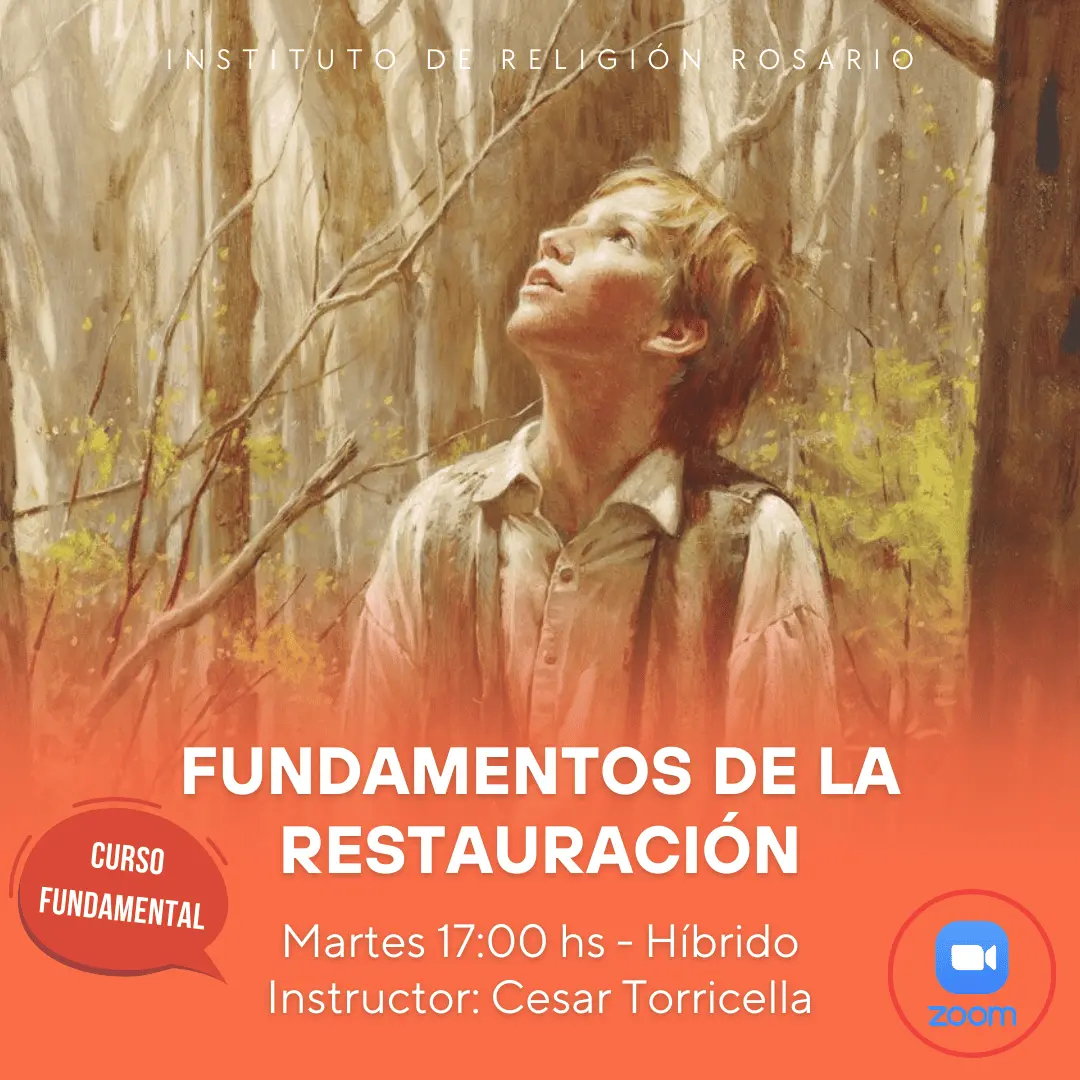 INSTITUTO DE RELIGIÓN ROSARIO
FUNDAMENTOS DE LA
RESTAURACIÓN
CURSO
FUNDAMENTAL
Martes 17:00 hs - Híbrido
Instructor: Cesar Torricella
zoom